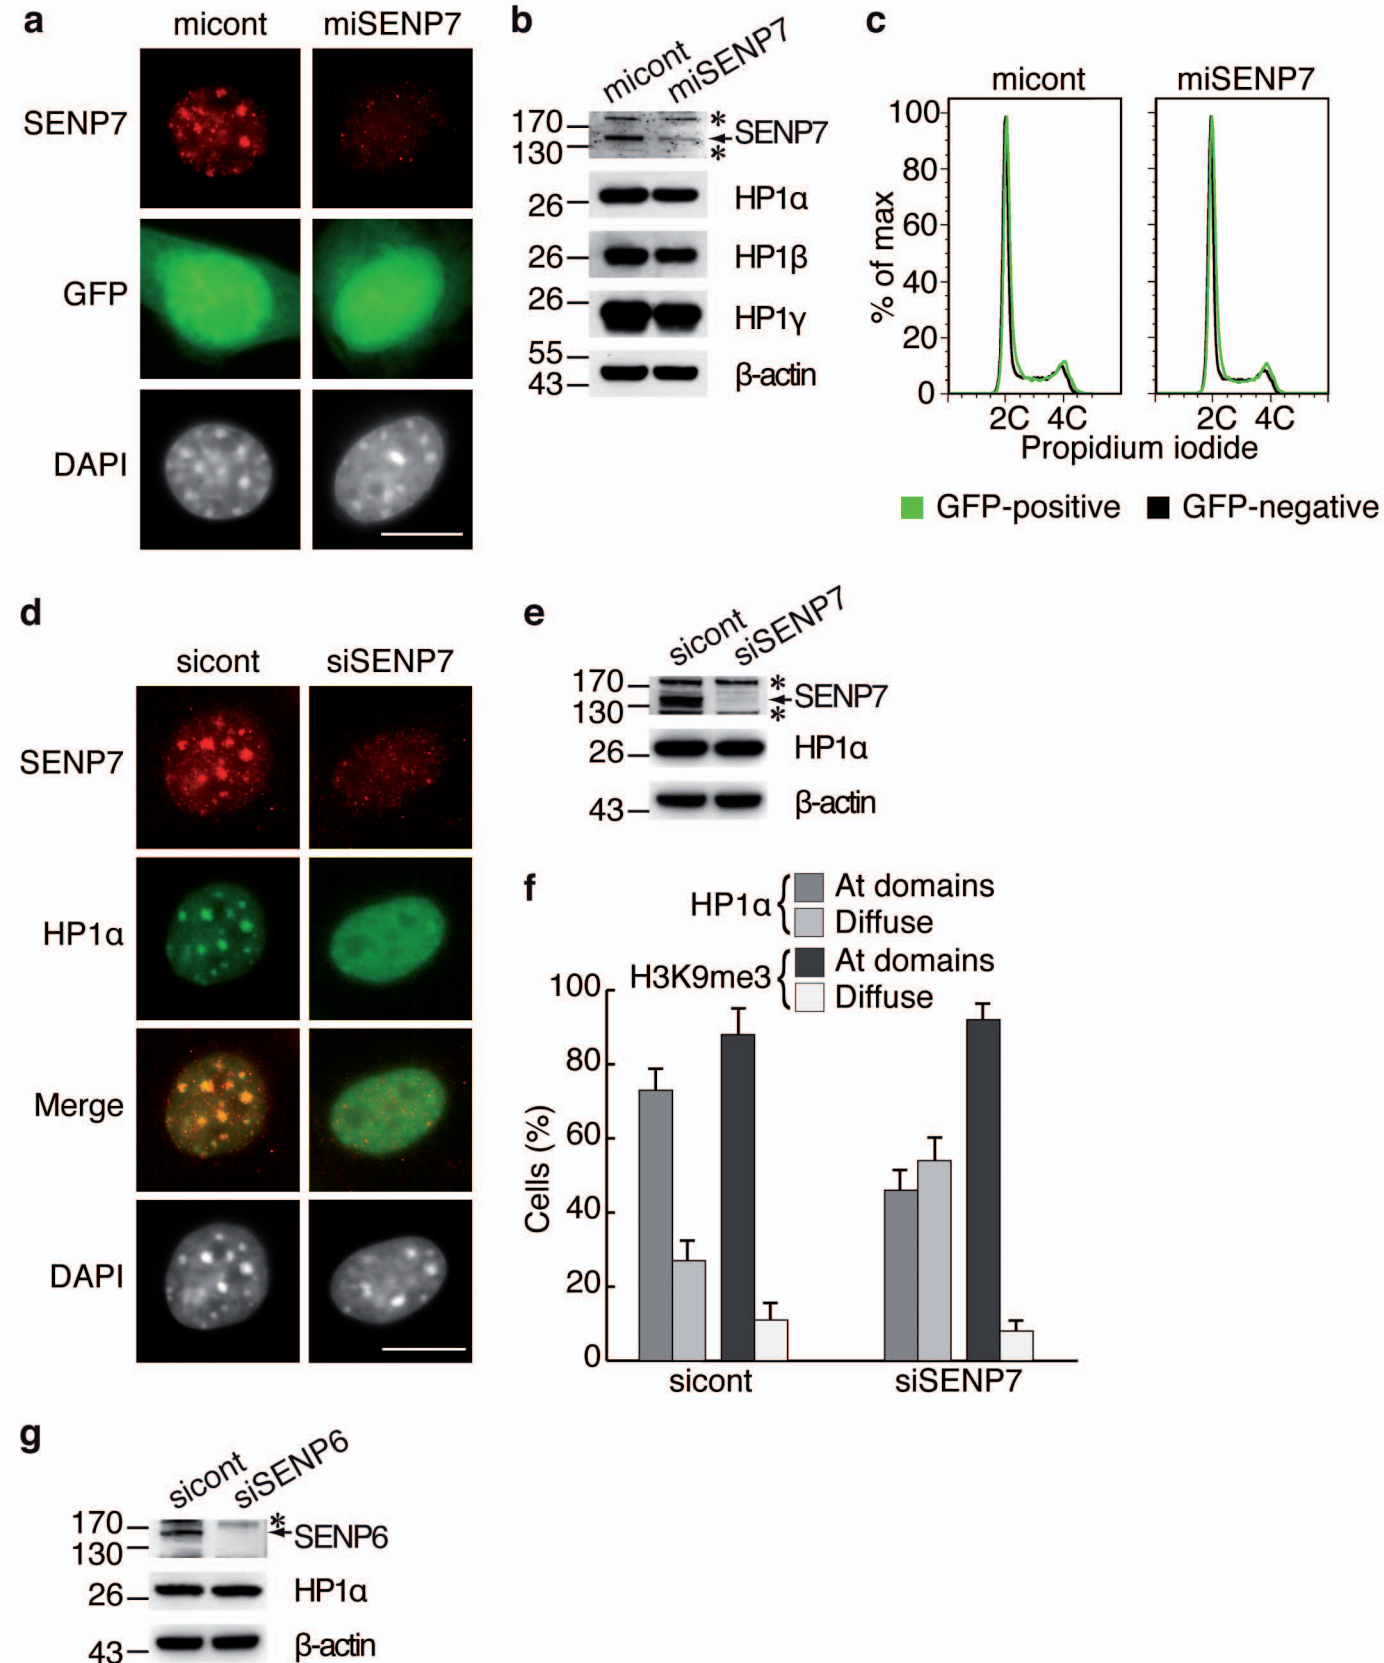 a
micont miSENP7
SENP7
GFP
DAPI
b
micont miSENP7
170
130
*
SENP7
*
26
HP1α
26
HP1β
26
HP1γ
55
43
β-actin
c
micont miSENP7
% of max
100
80
60
40
20
0
2C 4C 2C 4C
Propidium iodide
GFP-positive GFP-negative
d
sicont siSENP7
SENP7
HP1α
Merge
DAPI
e
sicont siSENP7
170
130
*
SENP7
*
26
HP1α
43
β-actin
f
HP1α
At domains
Diffuse
H3K9me3
At domains
Diffuse
Cells (%)
100
80
60
40
20
0
sicont siSENP7
g
sicont siSENP6
170
130
*
SENP6
26
HP1α
43
β-actin